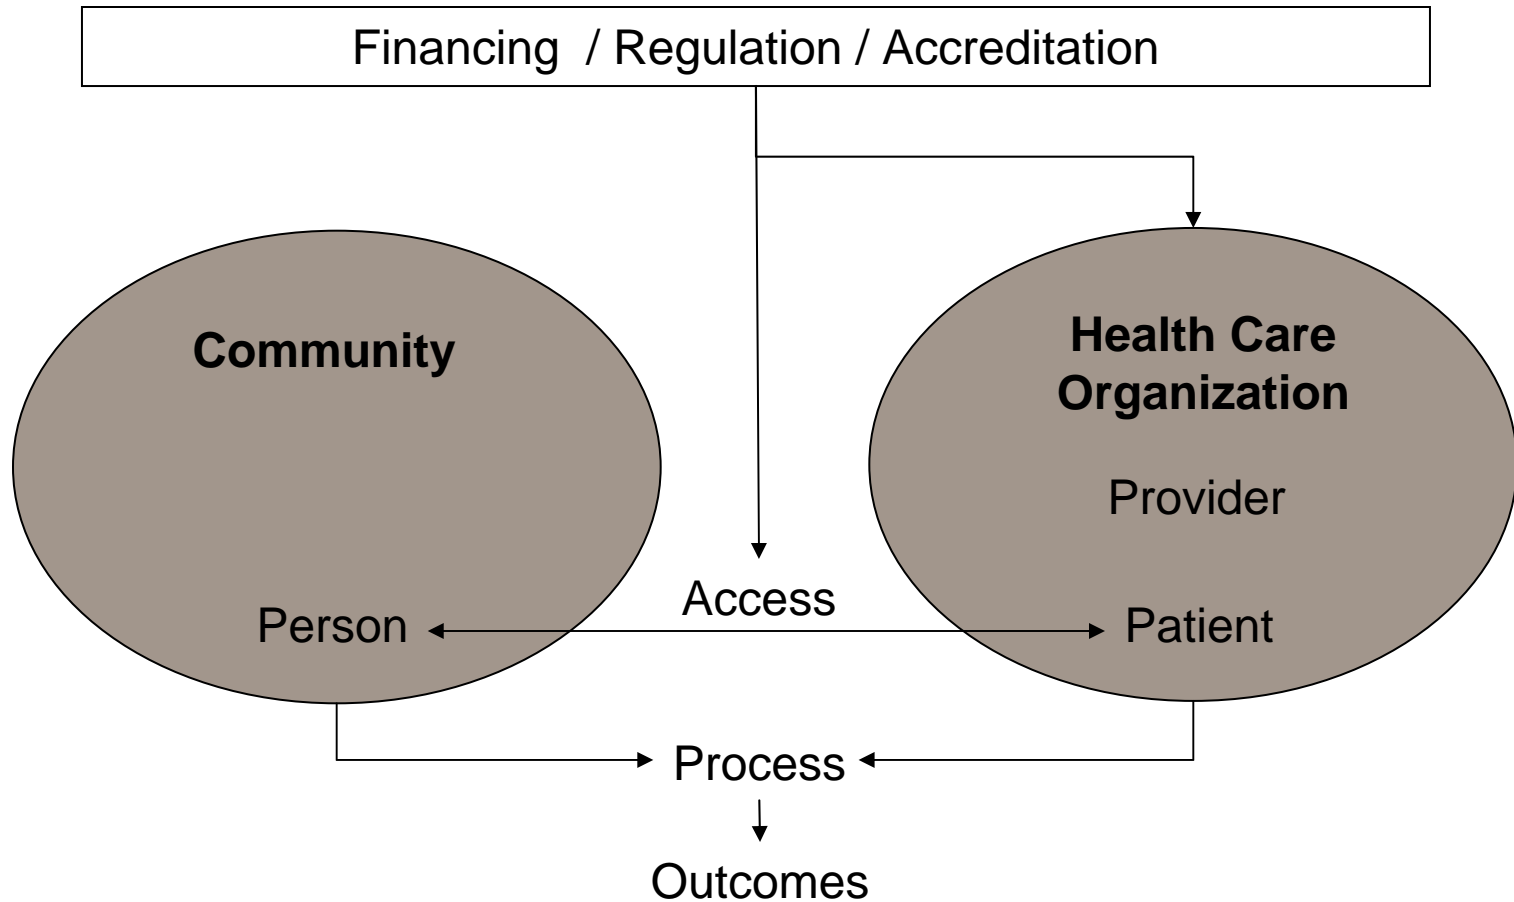 Financing / Regulation / Accreditation
Community
Health Care
Organization
Provider
Access
Person
Patient
Process
Outcomes